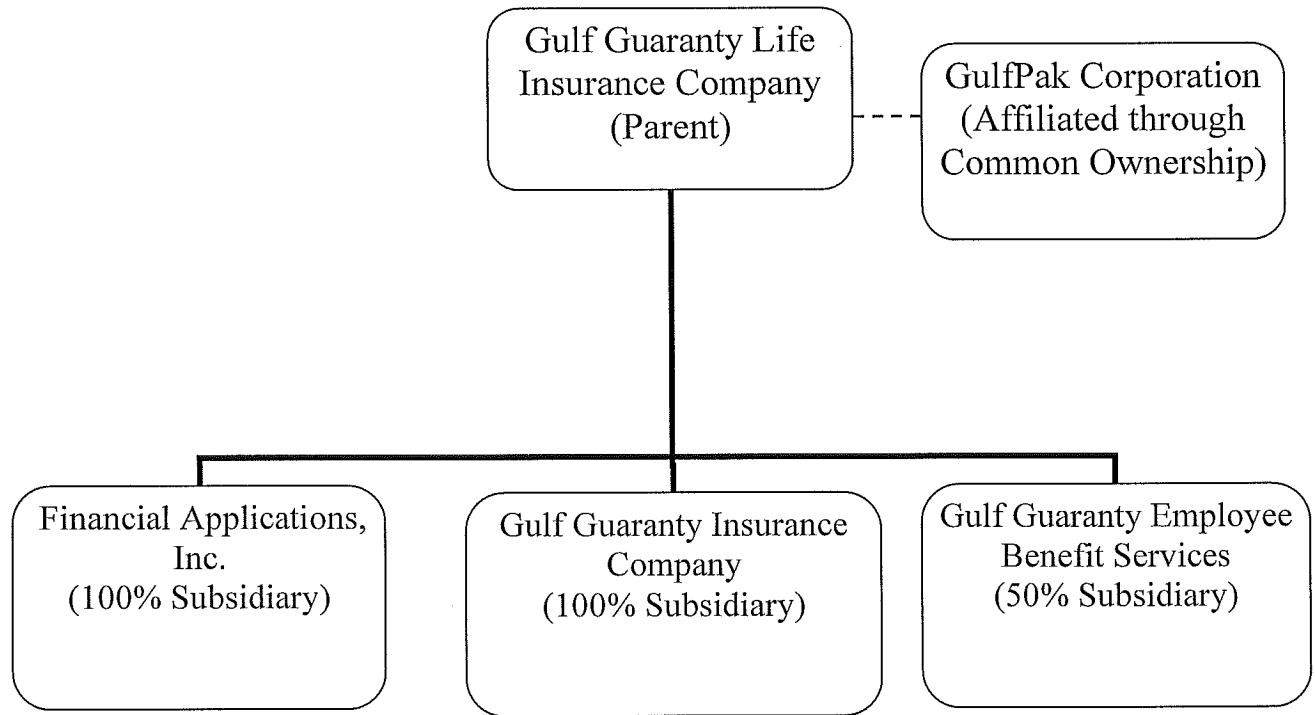 Gulf Guaranty Life
Insurance Company
(Parent)
GulfPak Corporation
(Affiliated through
Common Ownership)
Financial Applications,
Inc.
(100% Subsidiary)
Gulf Guaranty Insurance
Company
(100% Subsidiary)
Gulf Guaranty Employee
Benefit Services
(50% Subsidiary)